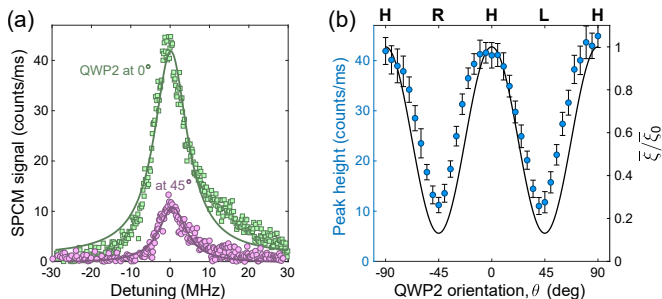 (a)
SPCM signal (counts/ms)
50
40
30
20
10
0
QWP2 at 0°
at 45°
-30 -20 -10 0 10 20 30
Detuning (MHz)
(b)
H R H L H
Peak height (counts/ms)
40
30
20
10
0
1
0.8
0.6
0.4
0.2
0
ξ̅/ξ̅0
-90 -45 0 45 90
QWP2 orientation, θ (deg)